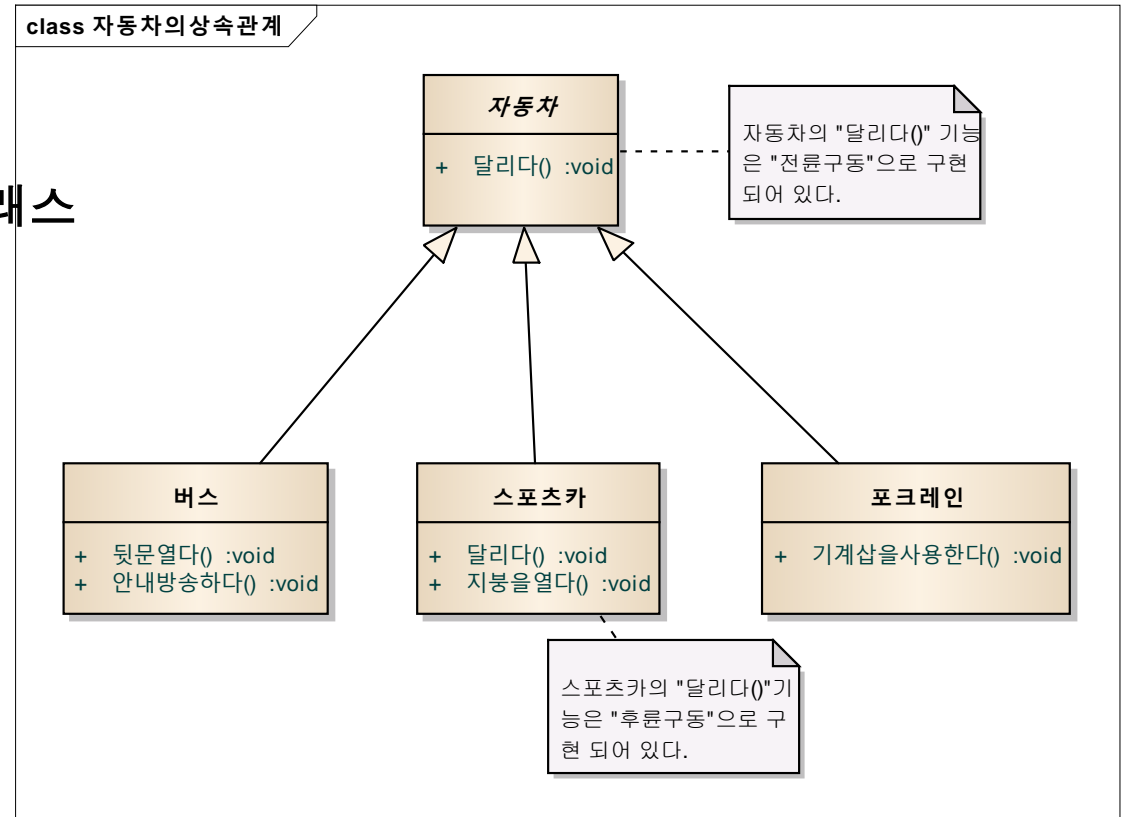 class 자동차의상속관계
자동차
+ 달리다() :void
자동차의 "달리다()" 기능
은 "전륜구동"으로 구현
되어 있다.
스
버스
+ 뒷문열다() :void
+ 안내방송하다() :void
스포츠카
+ 달리다() :void
+ 지붕을열다() :void
포크레인
+ 기계삽을사용한다() :void
스포츠카의 "달리다()"기
능은 "후륜구동"으로 구
현 되어 있다.